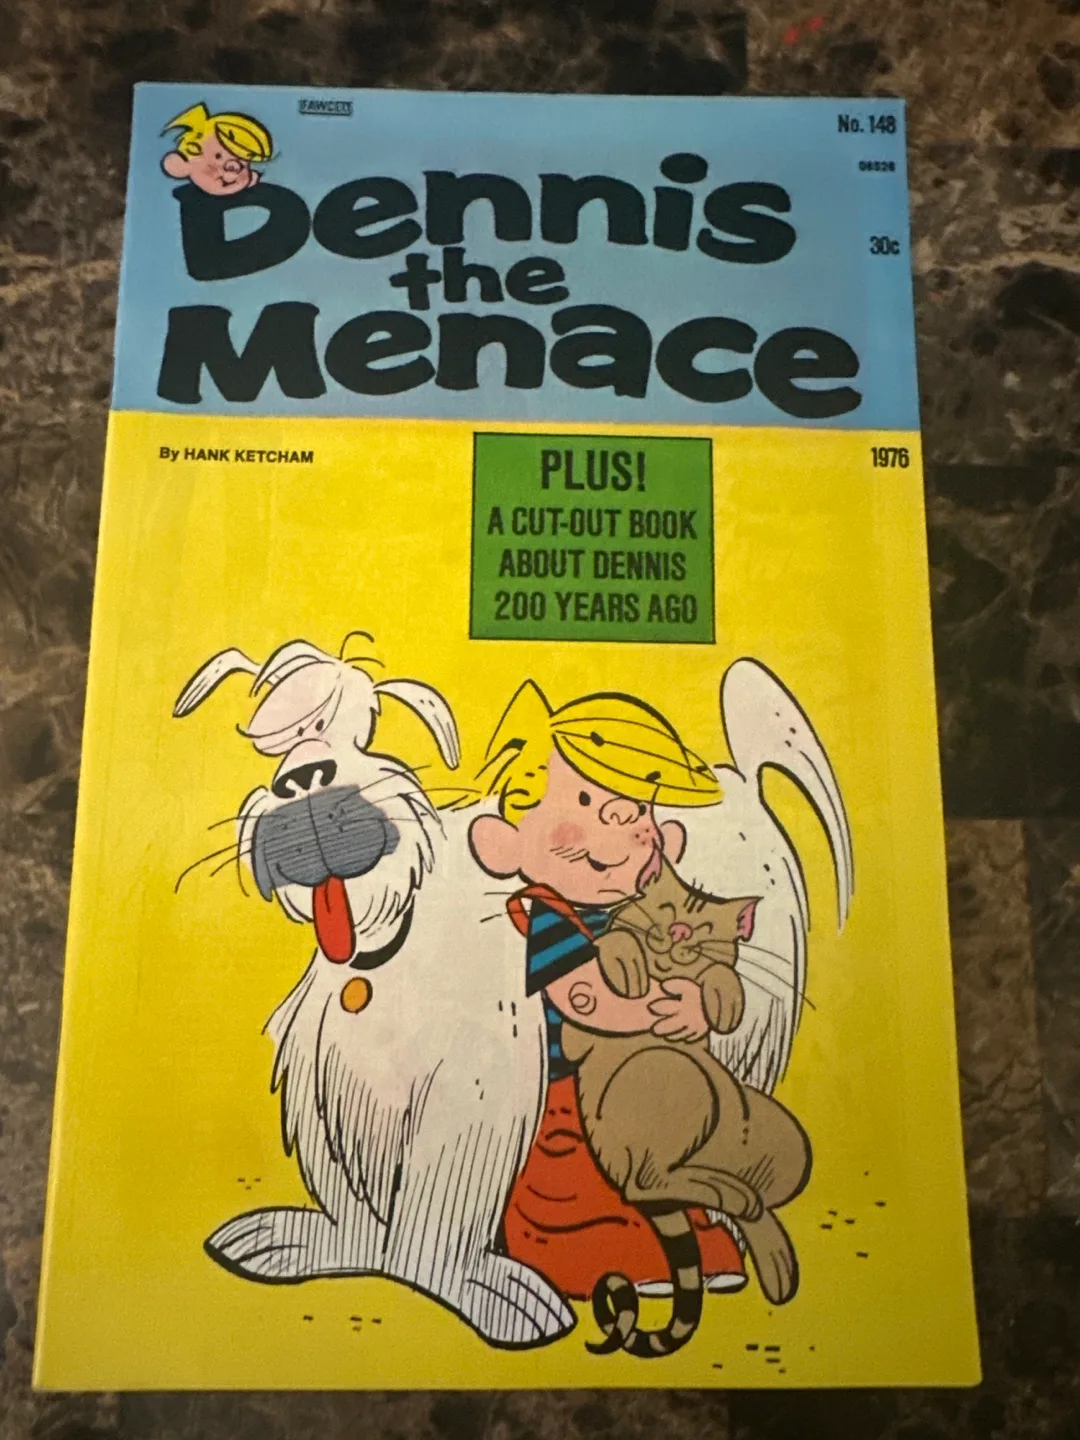 FAWCETT
No. 148
06526
Dennis
30c
the
Menace
By HANK KETCHAM
1976
PLUS!
A CUT-OUT BOOK
ABOUT DENNIS
200 YEARS AGO